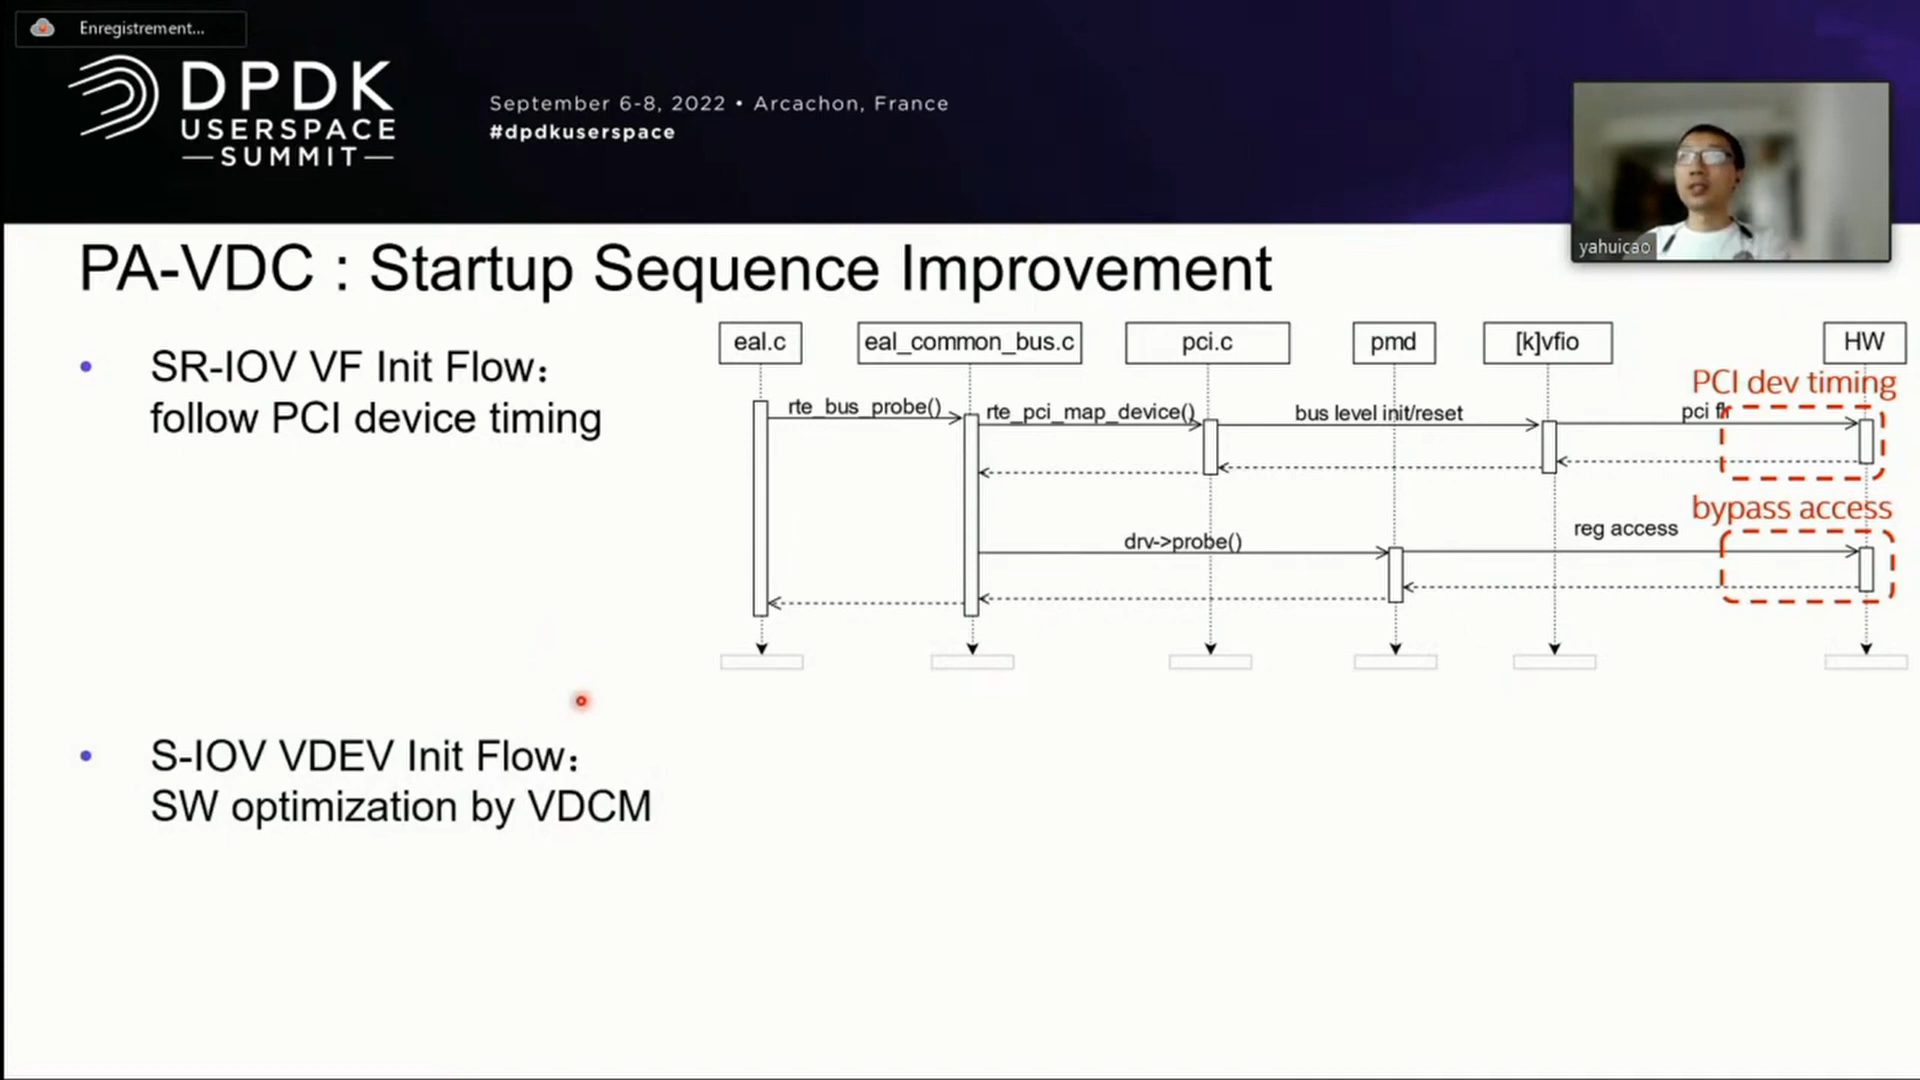 Enregistrement...
DPDK
USERSPACE
SUMMIT
September 6-8, 2022 • Arcachon, France
#dpdkuserspace
yahuicao
PA-VDC : Startup Sequence Improvement
• SR-IOV VF Init Flow：
follow PCI device timing
eal.c
eal_common_bus.c
pci.c
pmd
[k]vfio
HW
PCI dev timing
rte_bus_probe()
rte_pci_map_device()
bus level init/reset
pci
bypass access
drv->probe()
reg access
• S-IOV VDEV Init Flow：
SW optimization by VDCM